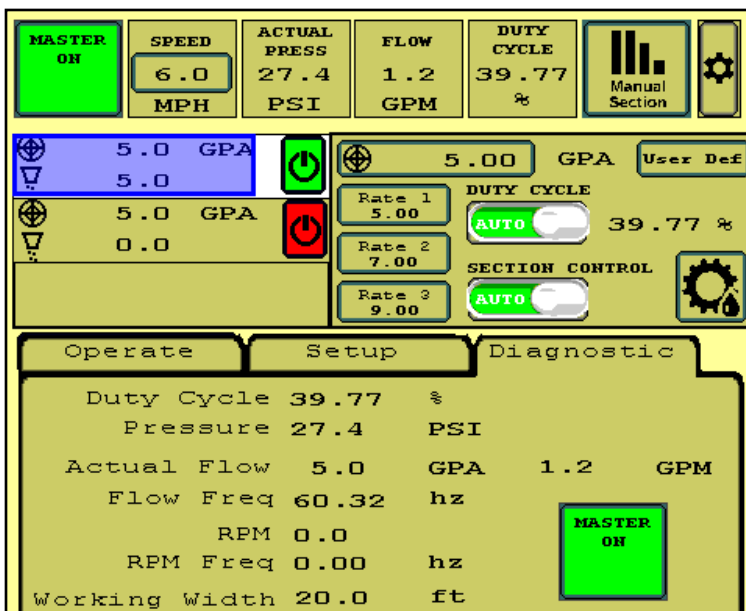 MASTER ON
SPEED
6.0
MPH
ACTUAL PRESS
27.4
PSI
FLOW
1.2
GPM
DUTY CYCLE
39.77
%
Manual Section
5.0 GPA
5.0
5.0 GPA
0.0
5.00 GPA User Def
Rate 1
5.00
Rate 2
7.00
Rate 3
9.00
DUTY CYCLE
AUTO 39.77 %
SECTION CONTROL
AUTO
Operate Setup Diagnostic
Duty Cycle 39.77 %
Pressure 27.4 PSI
Actual Flow 5.0 GPA 1.2 GPM
Flow Freq 60.32 hz
RPM 0.0
RPM Freq 0.00 hz
Working Width 20.0 ft
MASTER ON